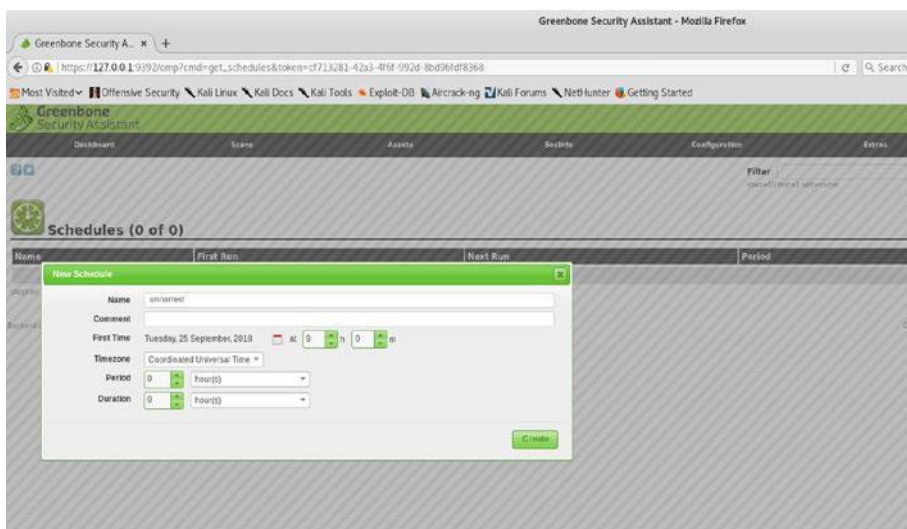 Greenbone Security Assistant - Mozilla Firefox
Greenbone Security A...
https://127.0.0.1:9392/omp?cmd=get_schedules&token=cf713281-42a3-4f6f-992d-8bd96fdf8368
Search
Most Visited Offensive Security Kali Linux Kali Docs Kali Tools Exploit-DB Aircrack-ng Kali Forums NetHunter Getting Started
Greenbone
Security Assistant
Dashboard Scans Assets SecInfo Configuration Extras
Filter
Schedules (0 of 0)
Name First Run Next Run Period
New Schedule
Name unnamed
Comment
First Time Tuesday, 25 September, 2018 at 9 h 0 m
Timezone Coordinated Universal Time
Period 0 hour(s)
Duration 0 hour(s)
Create